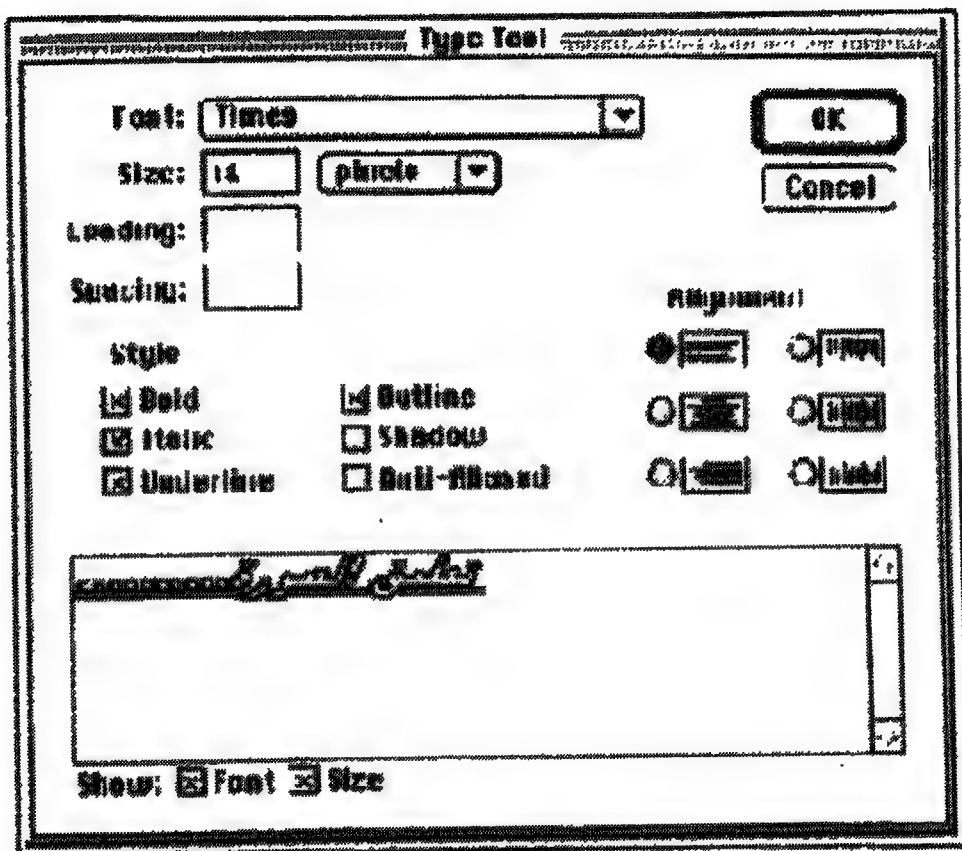 Type Tool
Font: Times
OK
Size: pixels
Cancel
Leading:
Spacing:
Alignment
Style
Bold Outline
Italic Shadow
Underline Anti-Aliased
Show: Font Size